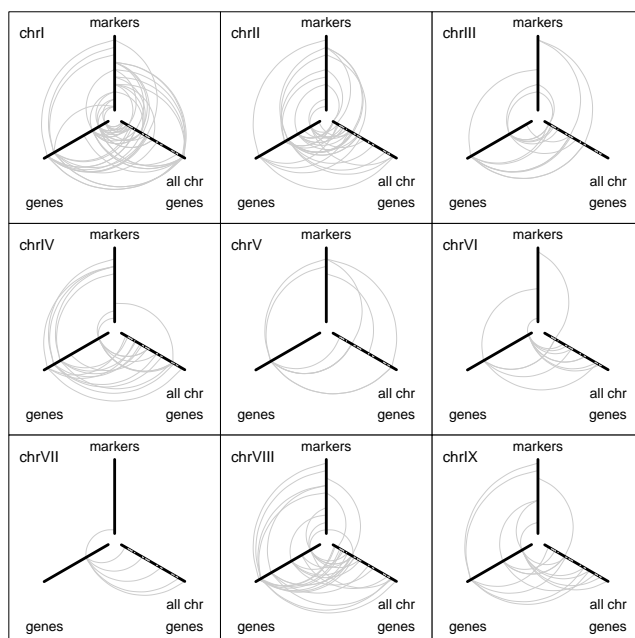 markers
chrI
all chr
genes
genes
markers
chrII
all chr
genes
genes
markers
chrIII
all chr
genes
genes
markers
chrIV
all chr
genes
genes
markers
chrV
all chr
genes
genes
markers
chrVI
all chr
genes
genes
markers
chrVII
all chr
genes
genes
markers
chrVIII
all chr
genes
genes
markers
chrIX
all chr
genes
genes